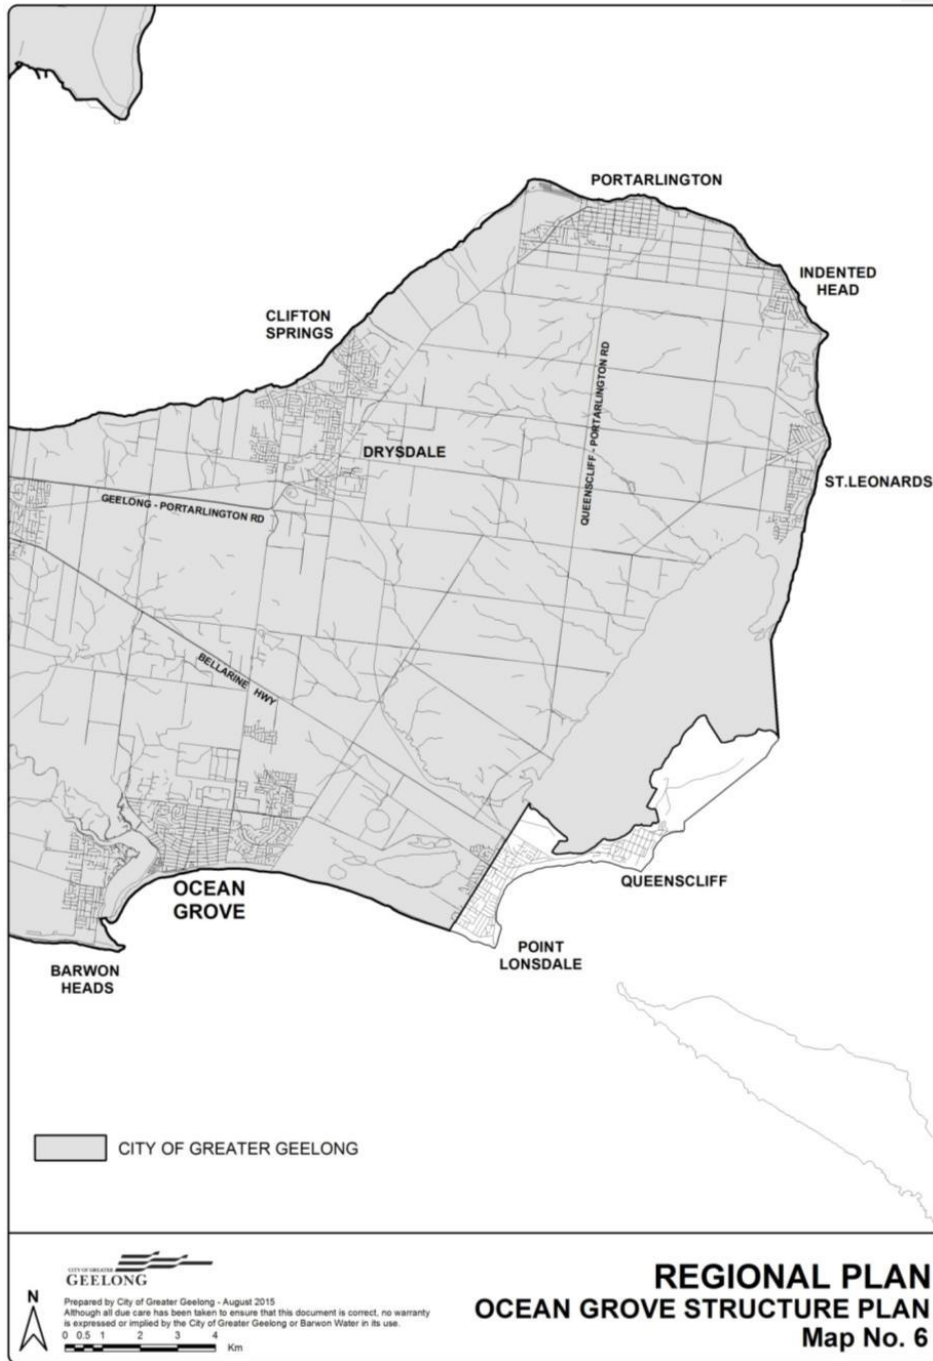 PORTARLINGTON
INDENTED
HEAD
CLIFTON
SPRINGS
QUEENSCLIFF - PORTARLINGTON RD
DRYSDALE
ST.LEONARDS
GEELONG - PORTARLINGTON RD
BELLARINE HWY
OCEAN
GROVE
QUEENSCLIFF
POINT
LONSDALE
BARWON
HEADS
CITY OF GREATER GEELONG
CITY OF GREATER
GEELONG
N
Prepared by City of Greater Geelong - August 2015
Although all due care has been taken to ensure that this document is correct, no warranty
is expressed or implied by the City of Greater Geelong or Barwon Water in its use.
0 0.5 1 2 3 4
Km
REGIONAL PLAN
OCEAN GROVE STRUCTURE PLAN
Map No. 6